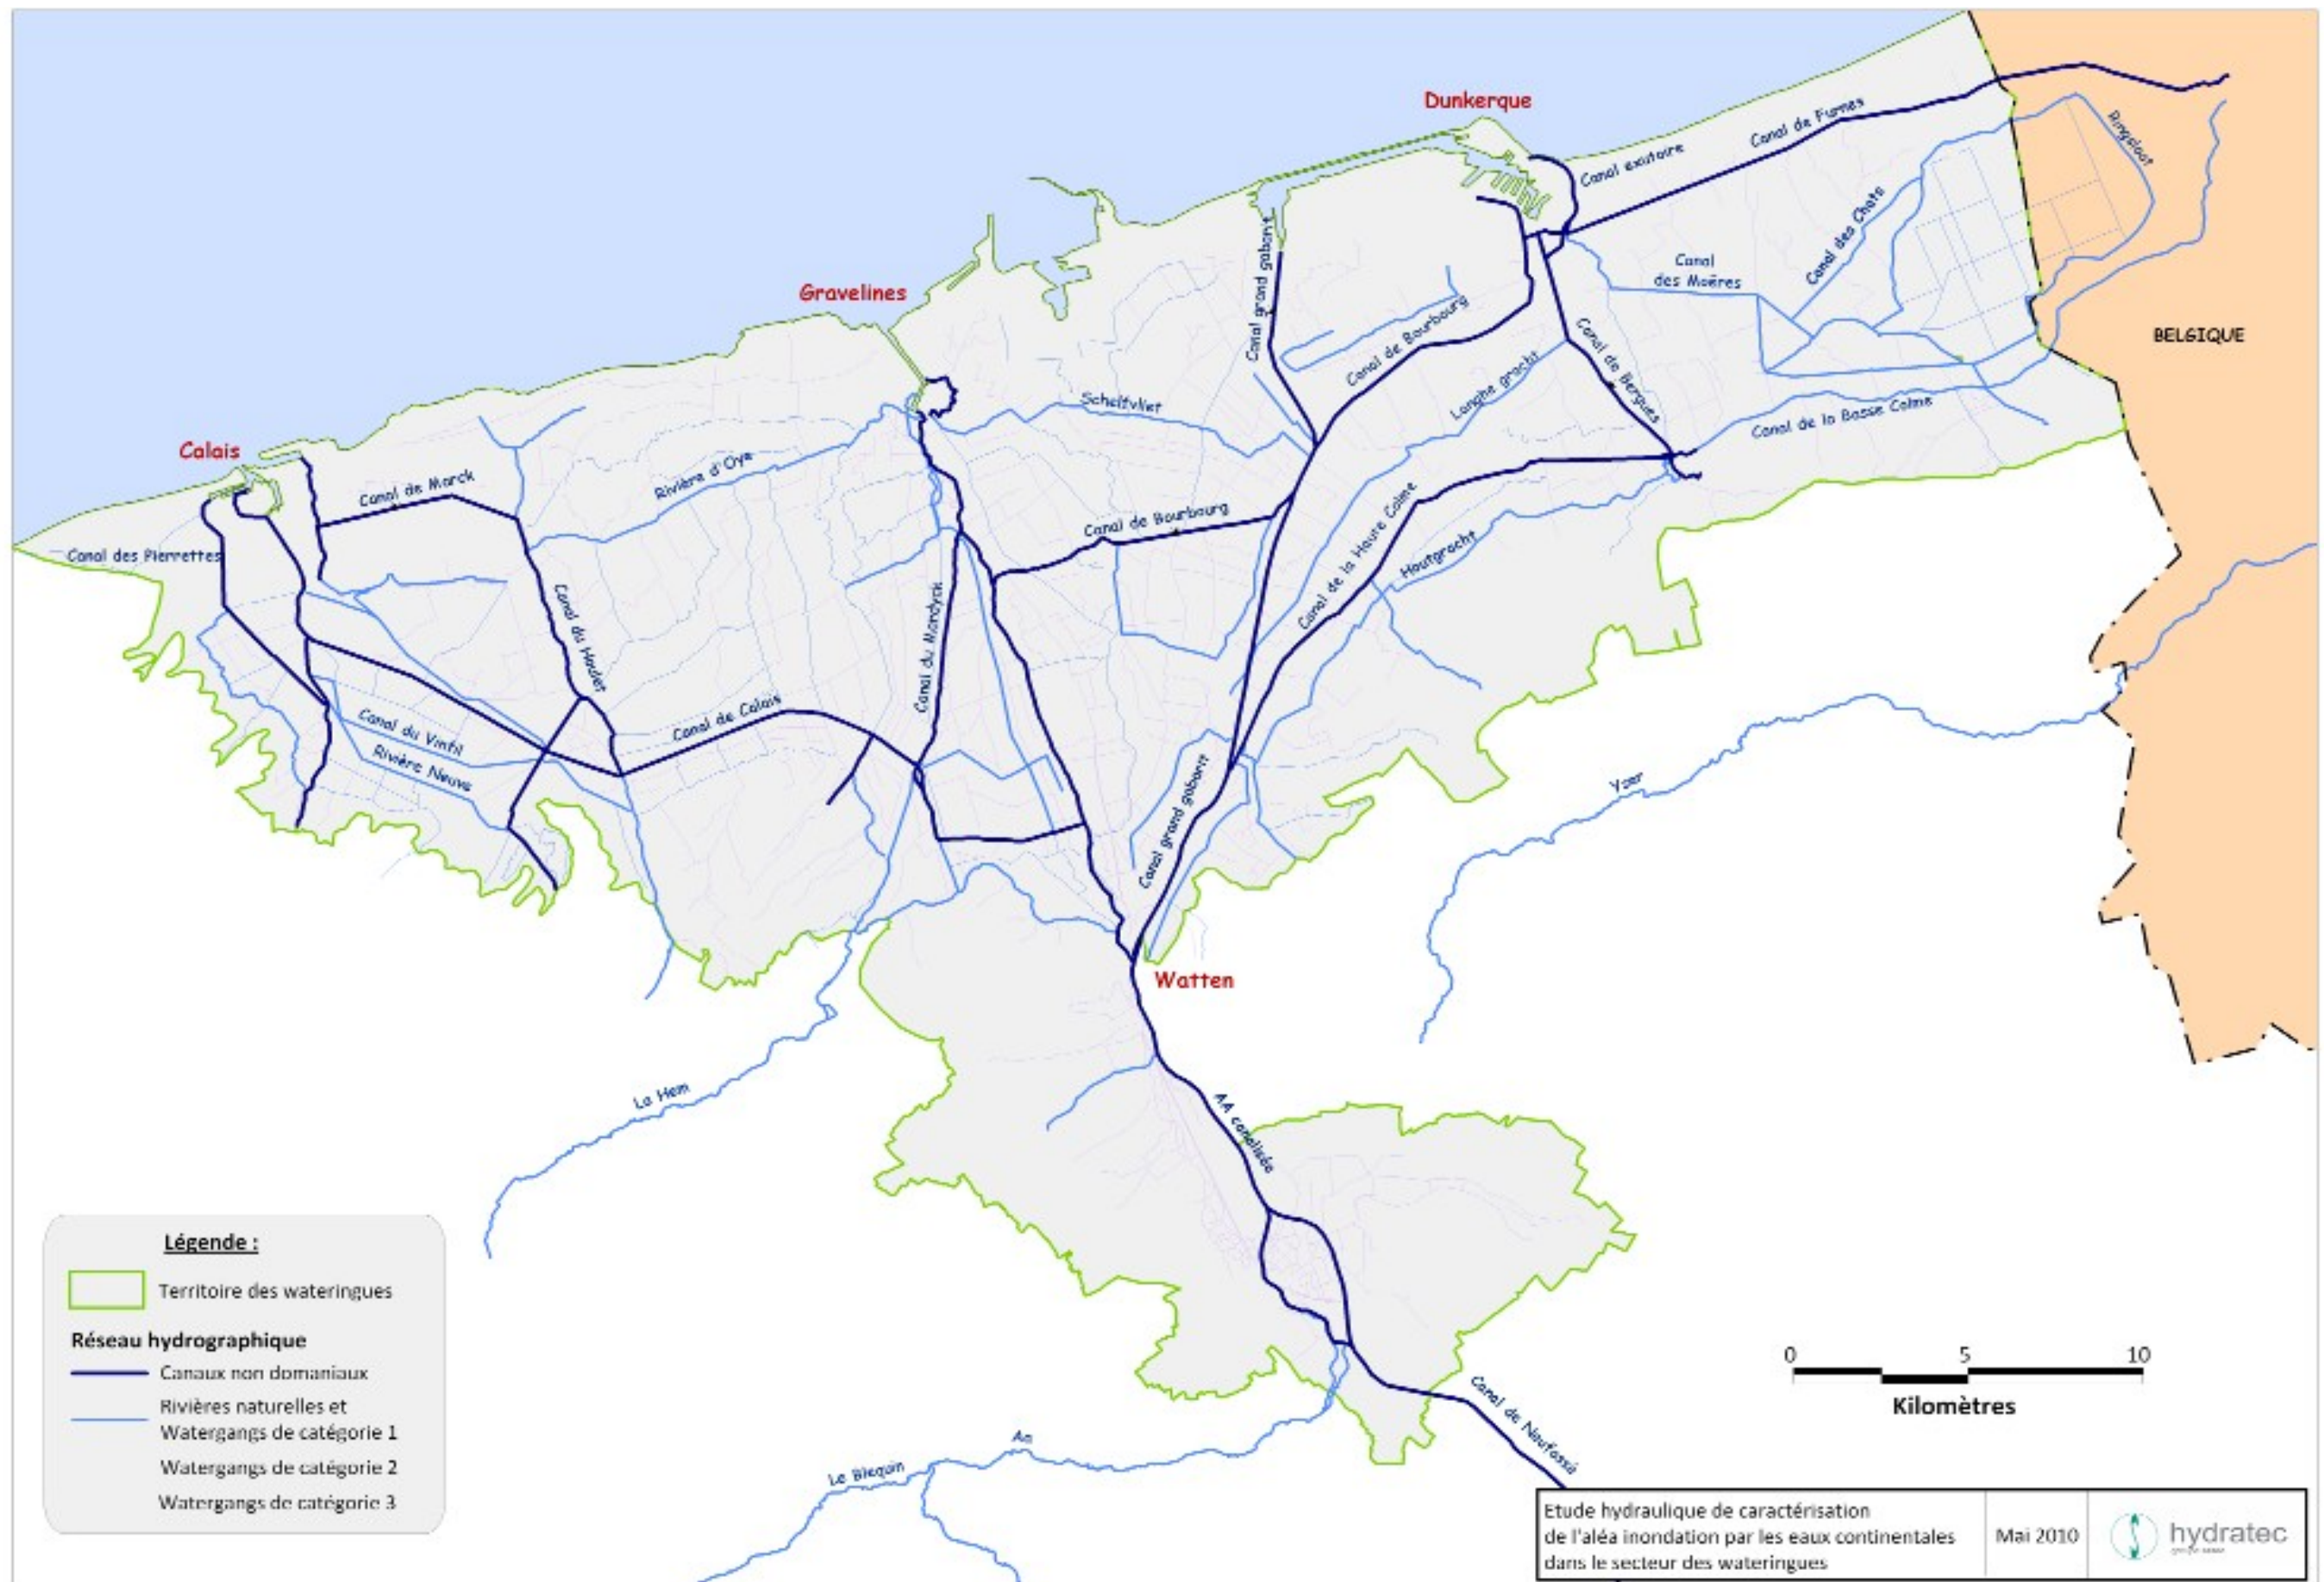 Dunkerque
Canal de Furnes
Canal exutoire
Ringsloot
Canal des Chats
Canal
des Moëres
Gravelines
Canal grand gabarit
Canal de Bourbourg
Canal de Bergues
BELGIQUE
Langhe gracht
Scheltvliet
Canal de la Basse Colme
Calais
Rivière d'Oye
Canal de Marck
Canal de Bourbourg
Canal de la Haute Colme
Houtgracht
Canal des Pierrettes
Canal du Houlet
Canal du Mardyck
Canal de Calais
Canal du Vinfil
Rivière Neuve
Yser
Canal grand gabarit
Watten
La Hem
AA canalisée
Légende :
Territoire des wateringues
Réseau hydrographique
Canaux non domaniaux
Rivières naturelles et
Watergangs de catégorie 1
Watergangs de catégorie 2
Watergangs de catégorie 3
0 5 10
Kilomètres
Canal de Neufossé
Aa
Le Blequin
Etude hydraulique de caractérisation
de l'aléa inondation par les eaux continentales
dans le secteur des wateringues
Mai 2010
hydratec